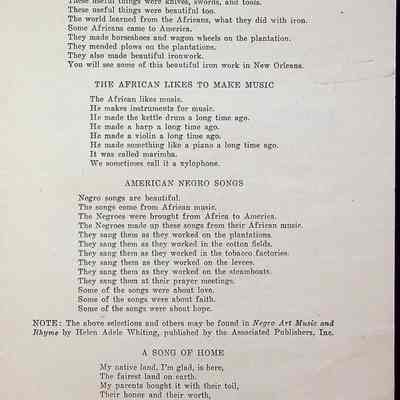 These useful things were knives, swords, and tools.
These useful things were beautiful too.
The world learned from the Africans, what they did with iron.
Some Africans came to America.
They made horseshoes and wagon wheels on the plantation.
They mended plows on the plantations.
They also made beautiful ironwork.
You will see some of this beautiful iron work in New Orleans.
THE AFRICAN LIKES TO MAKE MUSIC
The African likes music.
He makes instruments for music.
He made the kettle drum a long time ago.
He made a harp a long time ago.
He made a violin a long time ago.
He made something like a piano a long time ago.
It was called marimba.
We sometimes call it a xylophone.
AMERICAN NEGRO SONGS
Negro songs are beautiful.
The songs come from African music.
The Negroes were brought from Africa to America.
The Negroes made up these songs from their African music.
They sang them as they worked on the plantations.
They sang them as they worked in the cotton fields.
They sang them as they worked in the tobacco factories.
They sang them as they worked on the levees.
They sang them as they worked on the steamboats.
They sang them at their prayer meetings.
Some of the songs were about love.
Some of the songs were about faith.
Some of the songs were about hope.
NOTE: The above selections and others may be found in Negro Art Music and
Rhyme by Helen Adele Whiting, published by the Associated Publishers, Inc.
A SONG OF HOME
My native land, I'm glad, is here,
The fairest land on earth.
My parents bought it with their toil,
Their honor and their worth,